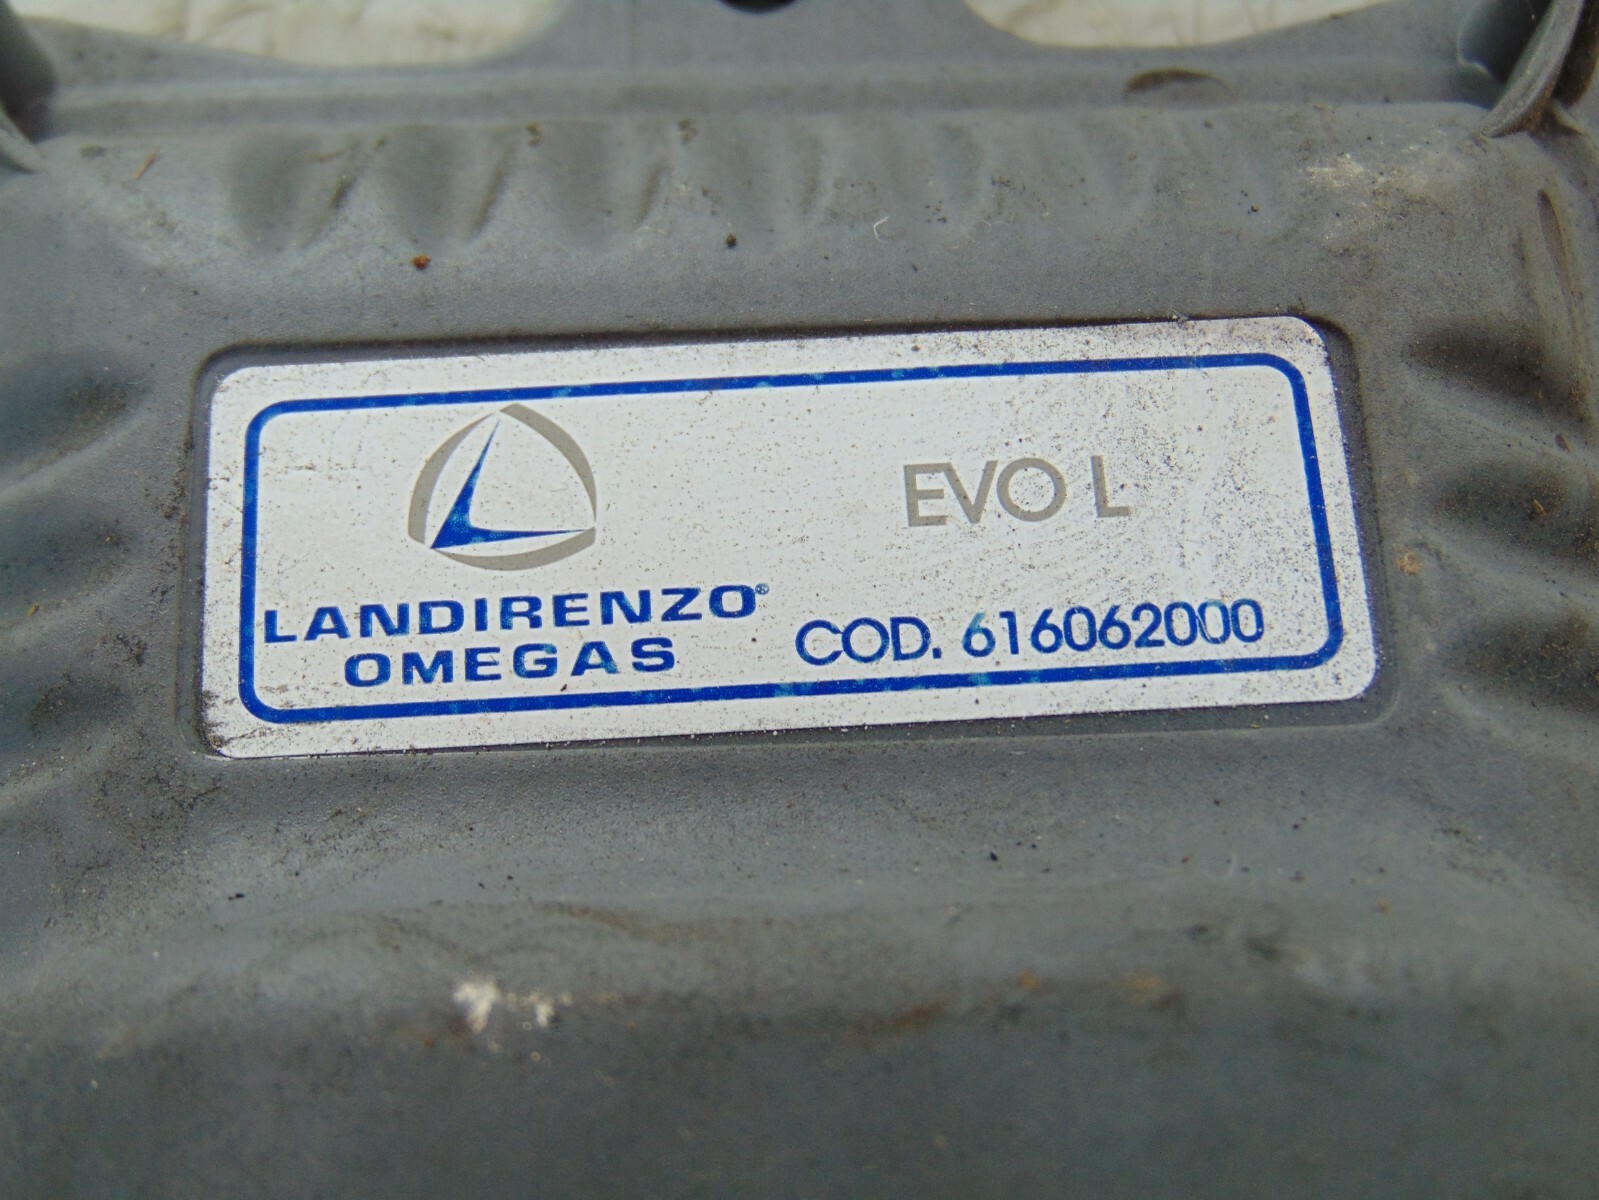 EVO L
LANDIRENZO®
OMEGAS
COD. 616062000